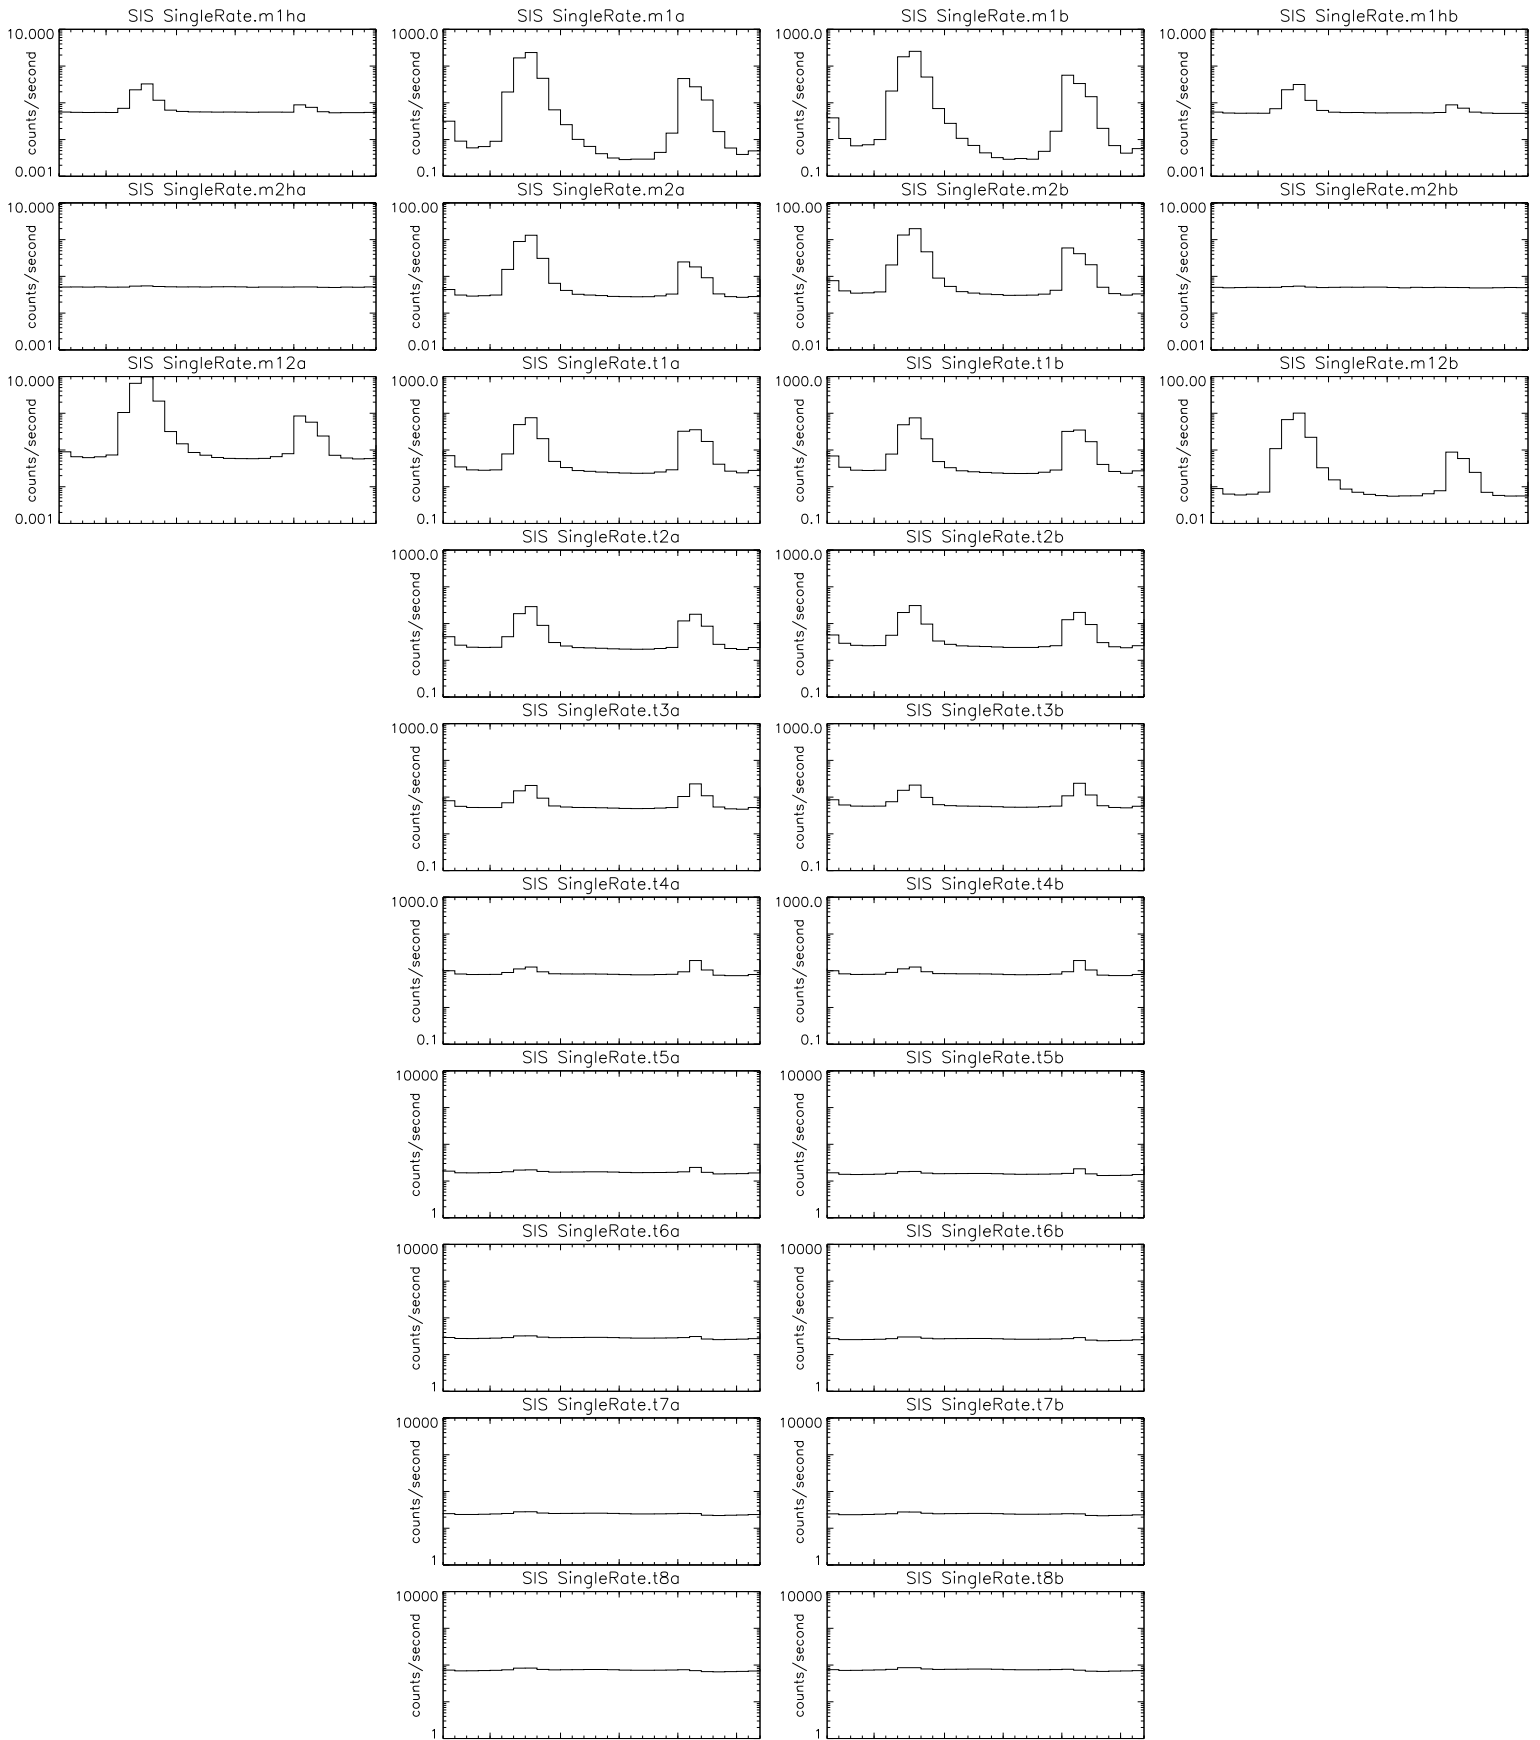 SIS SingleRate.m1ha
SIS SingleRate.m1a
SIS SingleRate.m1b
SIS SingleRate.m1hb
10.000
counts/second
0.001
1000.0
counts/second
0.1
1000.0
counts/second
0.1
10.000
counts/second
0.001
SIS SingleRate.m2ha
SIS SingleRate.m2a
SIS SingleRate.m2b
SIS SingleRate.m2hb
10.000
counts/second
0.001
100.00
counts/second
0.01
100.00
counts/second
0.01
10.000
counts/second
0.001
SIS SingleRate.m12a
SIS SingleRate.t1a
SIS SingleRate.t1b
SIS SingleRate.m12b
10.000
counts/second
0.001
1000.0
counts/second
0.1
1000.0
counts/second
0.1
100.00
counts/second
0.01
SIS SingleRate.t2a
SIS SingleRate.t2b
1000.0
counts/second
0.1
1000.0
counts/second
0.1
SIS SingleRate.t3a
SIS SingleRate.t3b
1000.0
counts/second
0.1
1000.0
counts/second
0.1
SIS SingleRate.t4a
SIS SingleRate.t4b
1000.0
counts/second
0.1
1000.0
counts/second
0.1
SIS SingleRate.t5a
SIS SingleRate.t5b
10000
counts/second
1
10000
counts/second
1
SIS SingleRate.t6a
SIS SingleRate.t6b
10000
counts/second
1
10000
counts/second
1
SIS SingleRate.t7a
SIS SingleRate.t7b
10000
counts/second
1
10000
counts/second
1
SIS SingleRate.t8a
SIS SingleRate.t8b
10000
counts/second
1
10000
counts/second
1